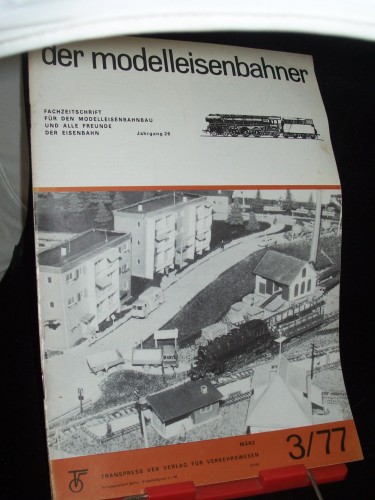 der modelleisenbahner
FACHZEITSCHRIFT
FÜR DEN MODELLEISENBAHNBAU
UND ALLE FREUNDE
DER EISENBAHN Jahrgang 26
MÄRZ
3/77
TRANSPRESS VEB VERLAG FÜR VERKEHRSWESEN